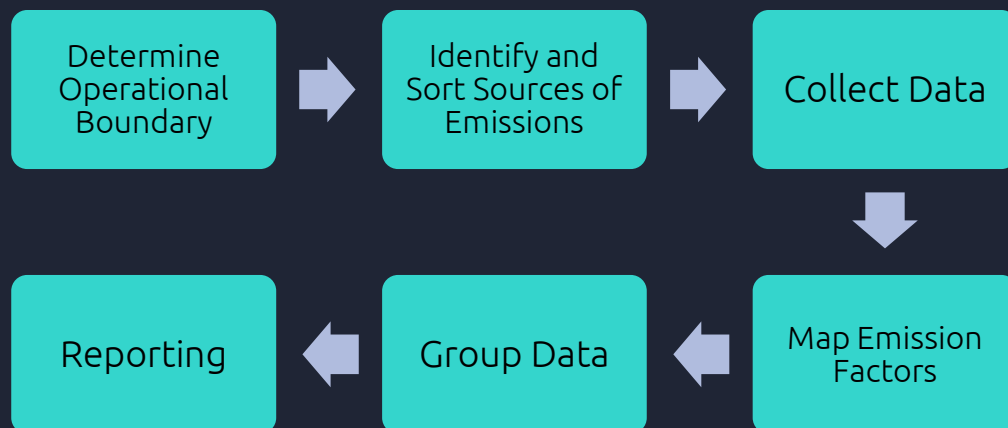 Determine
Operational
Boundary
Identify and
Sort Sources of
Emissions
Collect Data
Map Emission
Factors
Group Data
Reporting